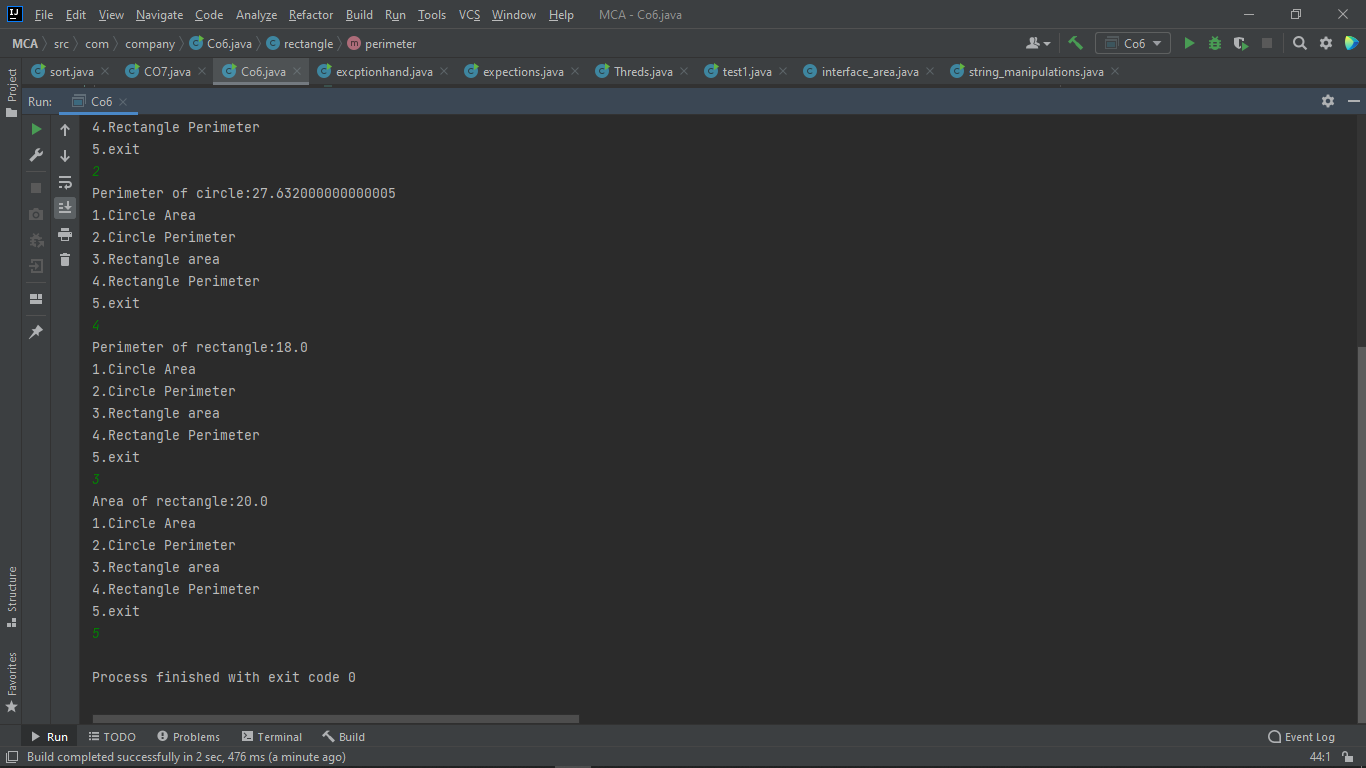 File Edit View Navigate Code Analyze Refactor Build Run Tools VCS Window Help MCA - Co6.java
MCA src com company Co6.java rectangle perimeter Co6
sort.java CO7.java Co6.java excptionhand.java expections.java Threds.java test1.java interface_area.java string_manipulations.java
Project
Run: Co6
4.Rectangle Perimeter
5.exit
2
Perimeter of circle:27.632000000000005
1.Circle Area
2.Circle Perimeter
3.Rectangle area
4.Rectangle Perimeter
5.exit
4
Perimeter of rectangle:18.0
1.Circle Area
2.Circle Perimeter
3.Rectangle area
4.Rectangle Perimeter
5.exit
3
Area of rectangle:20.0
1.Circle Area
2.Circle Perimeter
3.Rectangle area
4.Rectangle Perimeter
5.exit
5
Process finished with exit code 0
Structure
Favorites
Run TODO Problems Terminal Build Event Log
Build completed successfully in 2 sec, 476 ms (a minute ago) 44:1